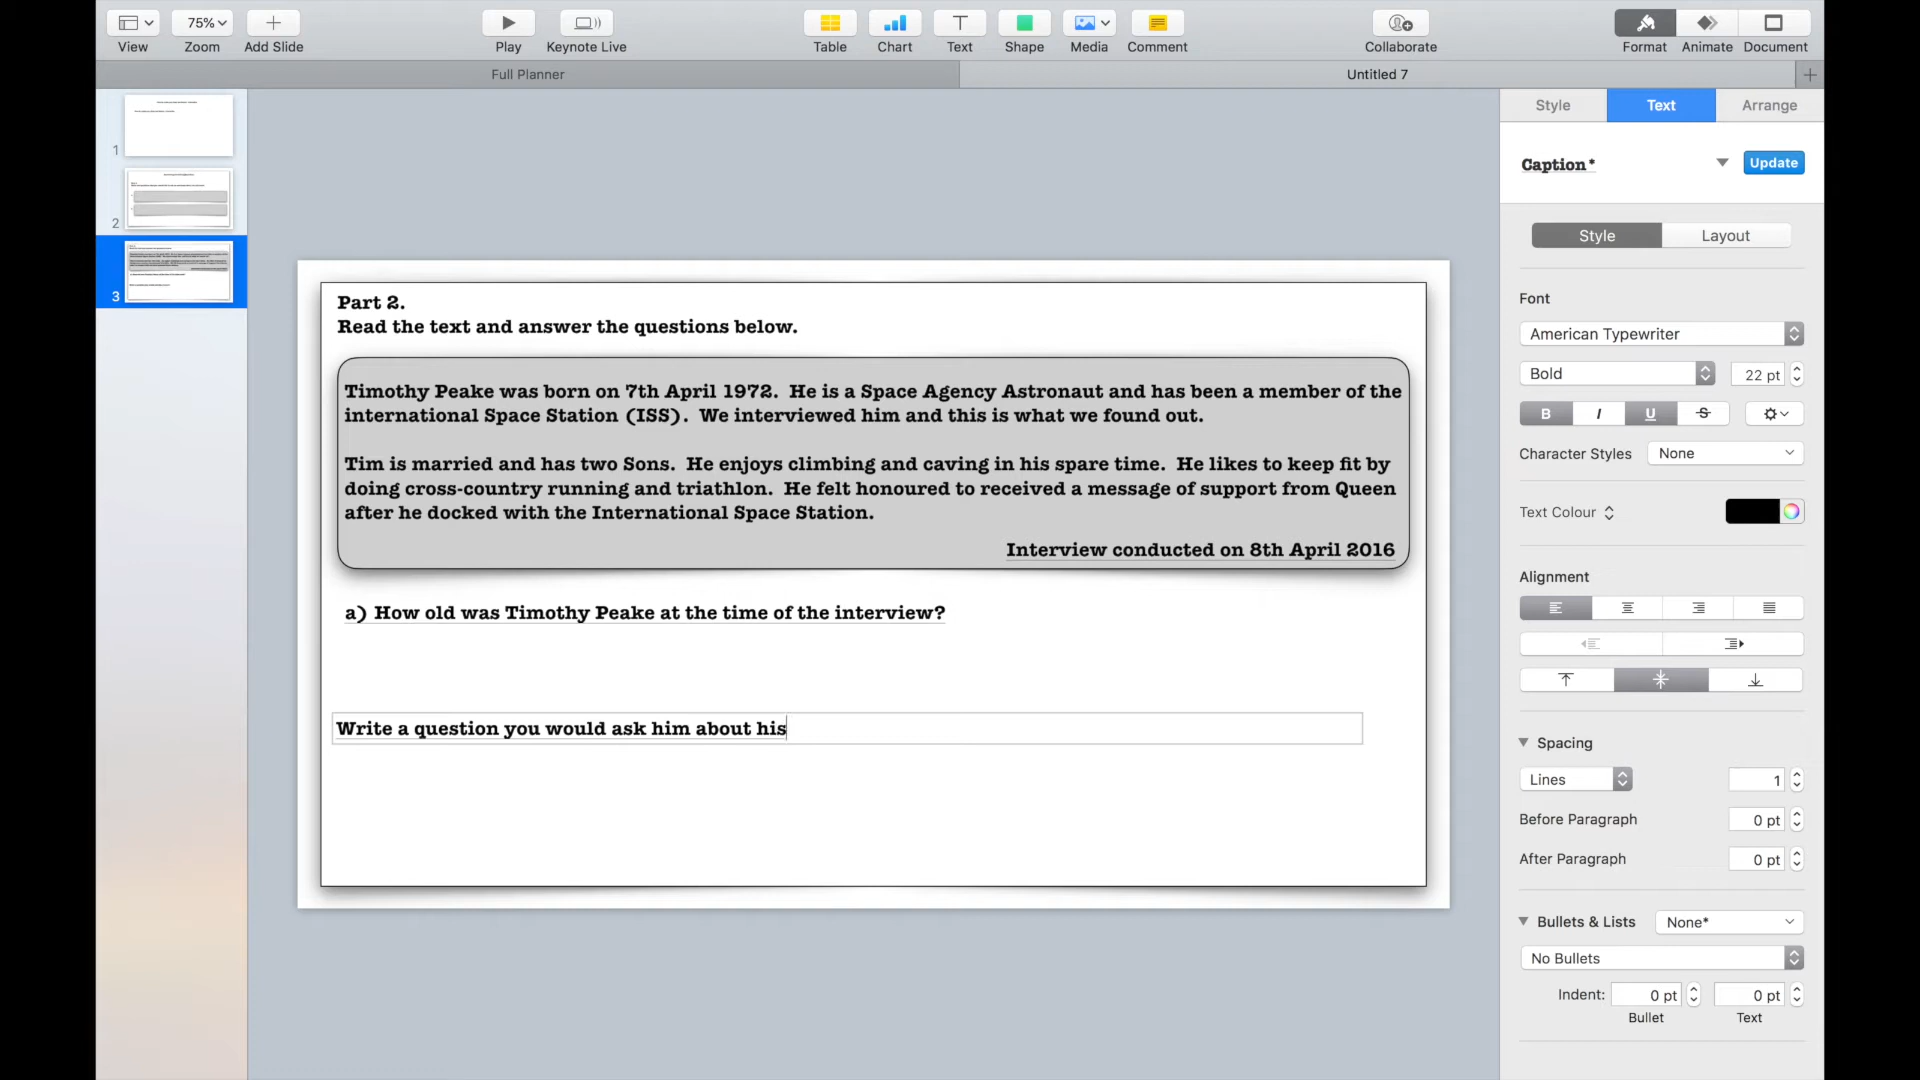 View
75%
Zoom
Add Slide
Play
Keynote Live
Table
Chart
Text
Shape
Media
Comment
Collaborate
Format
Animate
Document
Full Planner
Untitled 7
1
2
3
Part 2.
Read the text and answer the questions below.
Timothy Peake was born on 7th April 1972. He is a Space Agency Astronaut and has been a member of the
international Space Station (ISS). We interviewed him and this is what we found out.
Tim is married and has two Sons. He enjoys climbing and caving in his spare time. He likes to keep fit by
doing cross-country running and triathlon. He felt honoured to received a message of support from Queen
after he docked with the International Space Station.
Interview conducted on 8th April 2016
a) How old was Timothy Peake at the time of the interview?
Write a question you would ask him about his
Style
Text
Arrange
Caption*
Update
Style
Layout
Font
American Typewriter
Bold
22 pt
B I U S
Character Styles
None
Text Colour
Alignment
Spacing
Lines
1
Before Paragraph
0 pt
After Paragraph
0 pt
Bullets & Lists
None*
No Bullets
Indent:
0 pt
0 pt
Bullet
Text